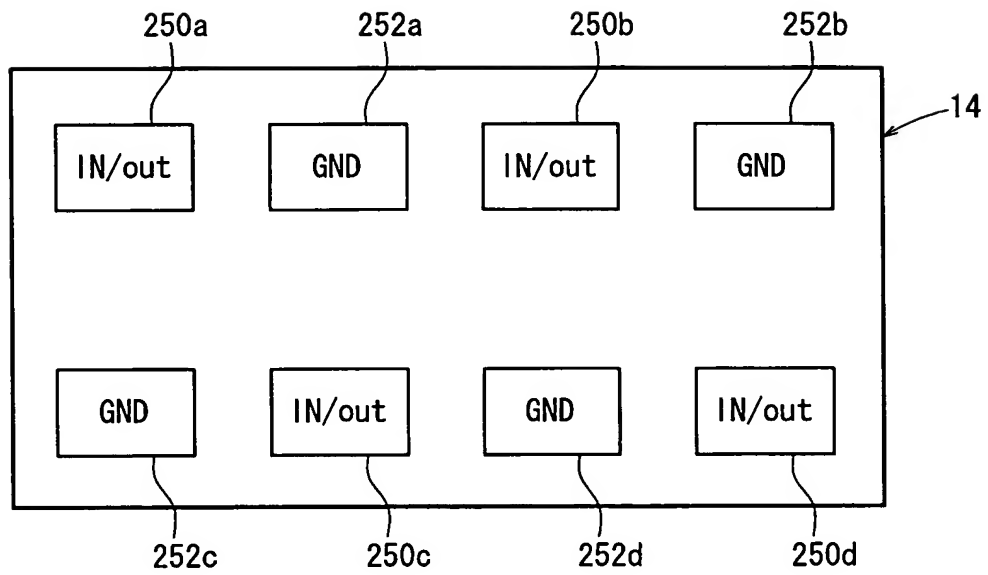 250a 252a 250b 252b
14
IN/out GND IN/out GND
GND IN/out GND IN/out
252c 250c 252d 250d